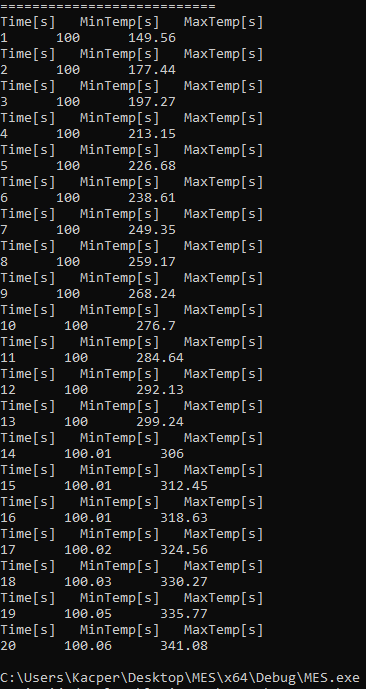 ===========================
Time[s]   MinTemp[s]   MaxTemp[s]
1       100       149.56
Time[s]   MinTemp[s]   MaxTemp[s]
2       100       177.44
Time[s]   MinTemp[s]   MaxTemp[s]
3       100       197.27
Time[s]   MinTemp[s]   MaxTemp[s]
4       100       213.15
Time[s]   MinTemp[s]   MaxTemp[s]
5       100       226.68
Time[s]   MinTemp[s]   MaxTemp[s]
6       100       238.61
Time[s]   MinTemp[s]   MaxTemp[s]
7       100       249.35
Time[s]   MinTemp[s]   MaxTemp[s]
8       100       259.17
Time[s]   MinTemp[s]   MaxTemp[s]
9       100       268.24
Time[s]   MinTemp[s]   MaxTemp[s]
10      100      276.7
Time[s]   MinTemp[s]   MaxTemp[s]
11      100      284.64
Time[s]   MinTemp[s]   MaxTemp[s]
12      100      292.13
Time[s]   MinTemp[s]   MaxTemp[s]
13      100      299.24
Time[s]   MinTemp[s]   MaxTemp[s]
14      100.01      306
Time[s]   MinTemp[s]   MaxTemp[s]
15      100.01      312.45
Time[s]   MinTemp[s]   MaxTemp[s]
16      100.01      318.63
Time[s]   MinTemp[s]   MaxTemp[s]
17      100.02      324.56
Time[s]   MinTemp[s]   MaxTemp[s]
18      100.03      330.27
Time[s]   MinTemp[s]   MaxTemp[s]
19      100.05      335.77
Time[s]   MinTemp[s]   MaxTemp[s]
20      100.06      341.08
C:\Users\Kacper\Desktop\MES\x64\Debug\MES.exe